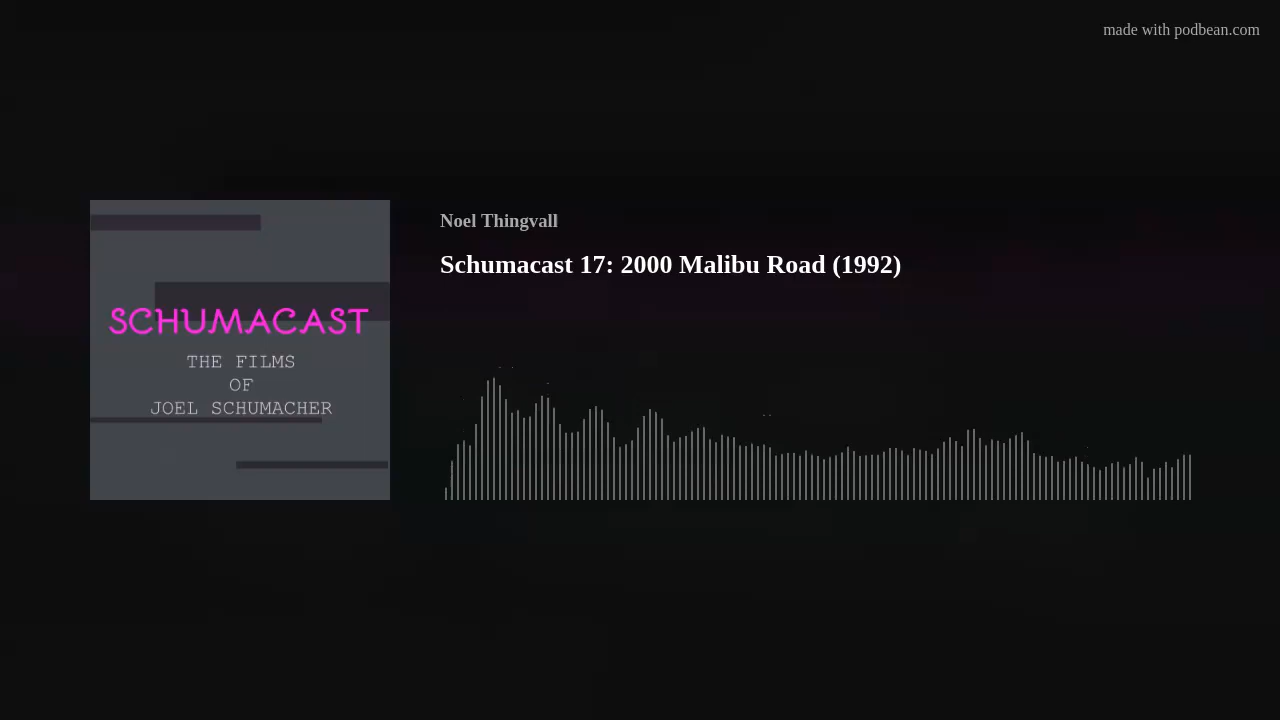 made with podbean.com
Noel Thingvall
Schumacast 17: 2000 Malibu Road (1992)
SCHUMACAST
THE FILMS
OF
JOEL SCHUMACHER